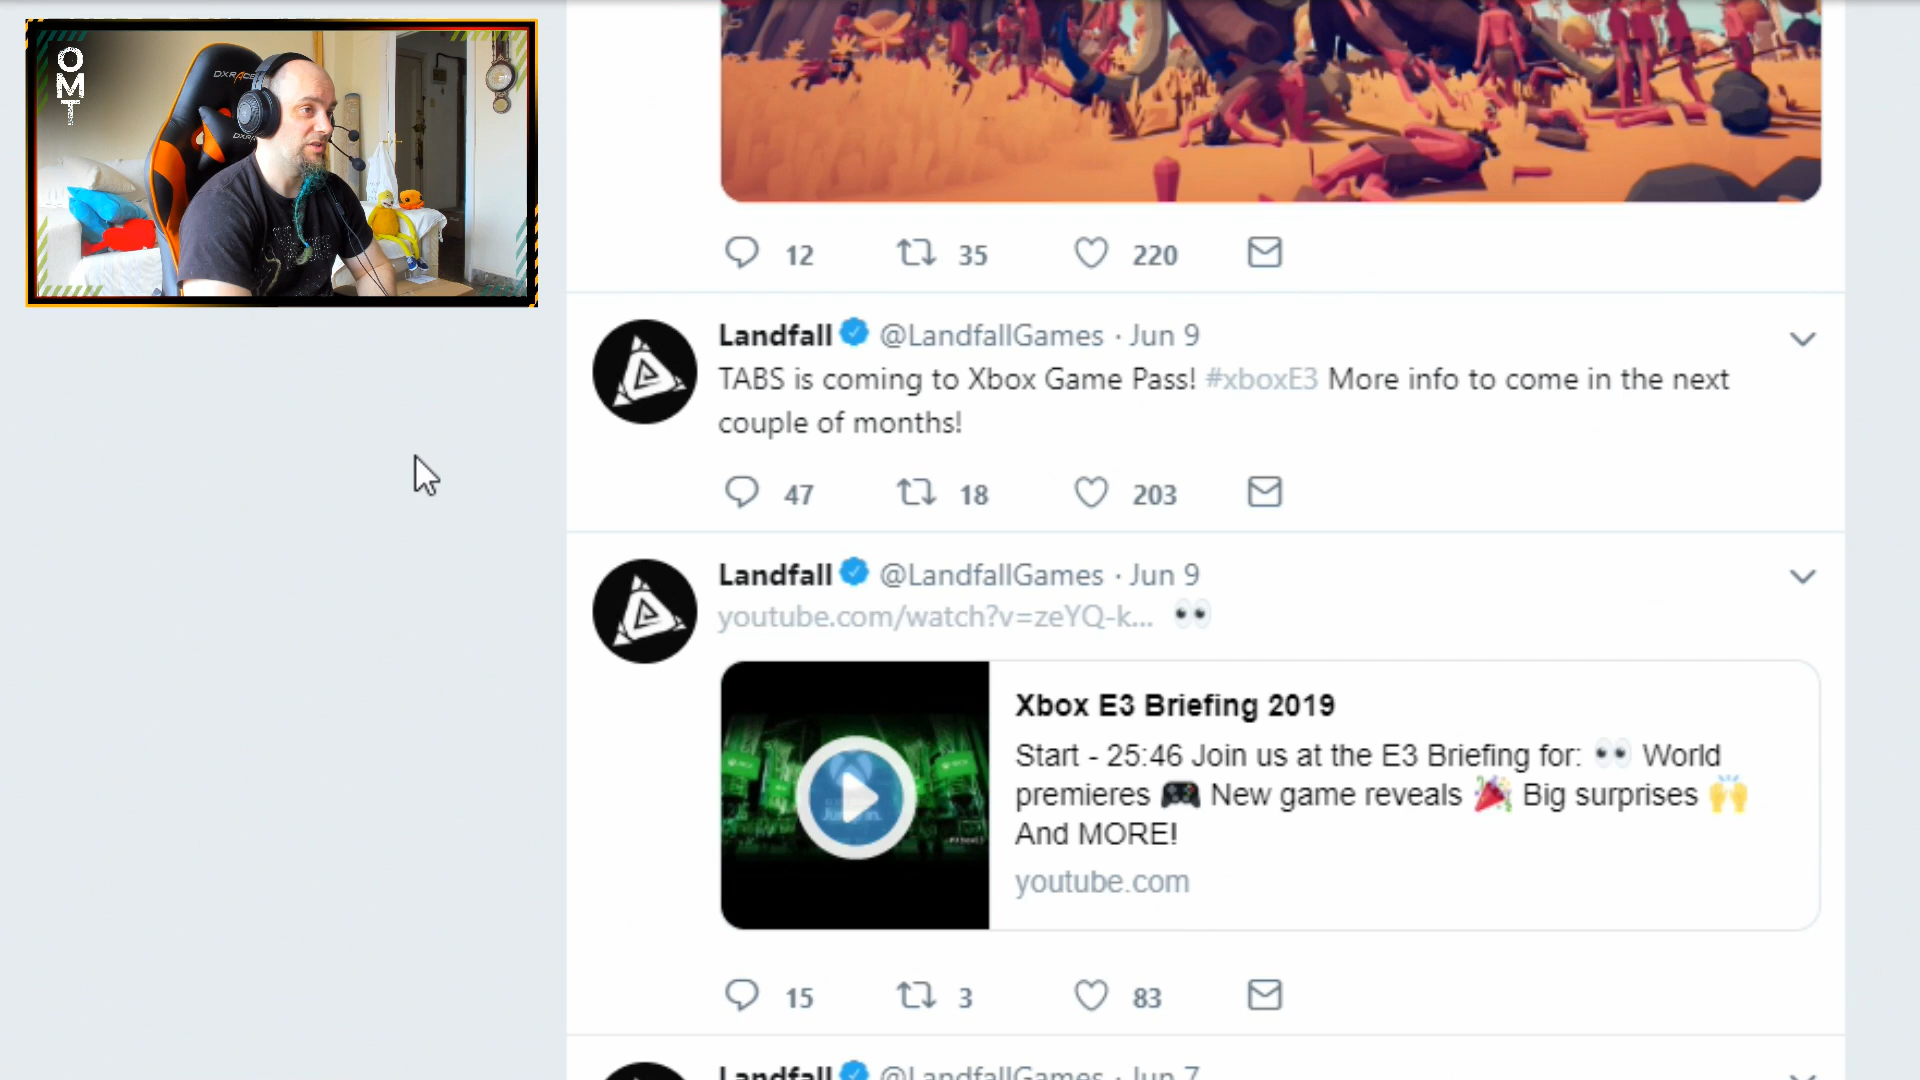 OMT
DXRACER
12 35 220
Landfall @LandfallGames · Jun 9
TABS is coming to Xbox Game Pass! #xboxE3 More info to come in the next
couple of months!
47 18 203
Landfall @LandfallGames · Jun 9
youtube.com/watch?v=zeYQ-k... 👀
Xbox E3 Briefing 2019
Start - 25:46 Join us at the E3 Briefing for: 👀 World
premieres 🎮 New game reveals 🎉 Big surprises 🙌
And MORE!
youtube.com
15 3 83
Landfall @LandfallGames · Jun 7